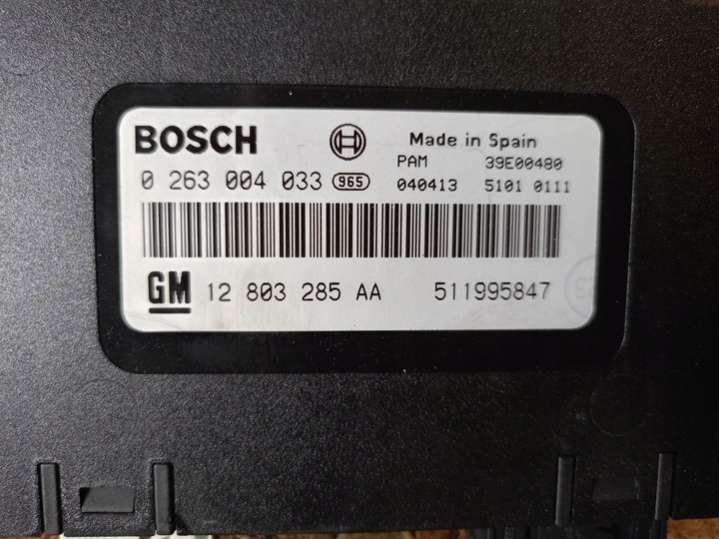 BOSCH Made in Spain
PAM 39E00480
0 263 004 033 965 040413 5101 0111
GM 12 803 285 AA 511995847